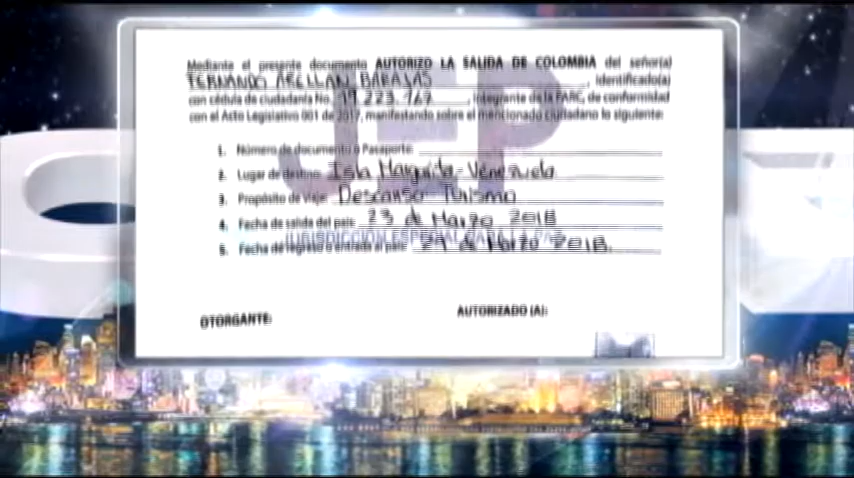 Mediante el presente documento AUTORIZO LA SALIDA DE COLOMBIA del señor(a)
FERNANDO ARELLAN BARAJAS, identificado(a)
con cédula de ciudadanía No. 19.223.769, integrante de la FARC, de conformidad
con el Acto Legislativo 001 de 2017, manifestando sobre el mencionado ciudadano lo siguiente:
JEP
1. Número de documento o Pasaporte:
2. Lugar de destino: Isla Margarita-Venezuela
3. Propósito de Viaje: Descanso-Turismo
4. Fecha de salida del país: 23 de Marzo 2018
JURISDICCIÓN ESPECIAL PARA LA PAZ
5. Fecha de regreso o entrada al país: 29 de Marzo 2018.
OTORGANTE:
AUTORIZADO (A):